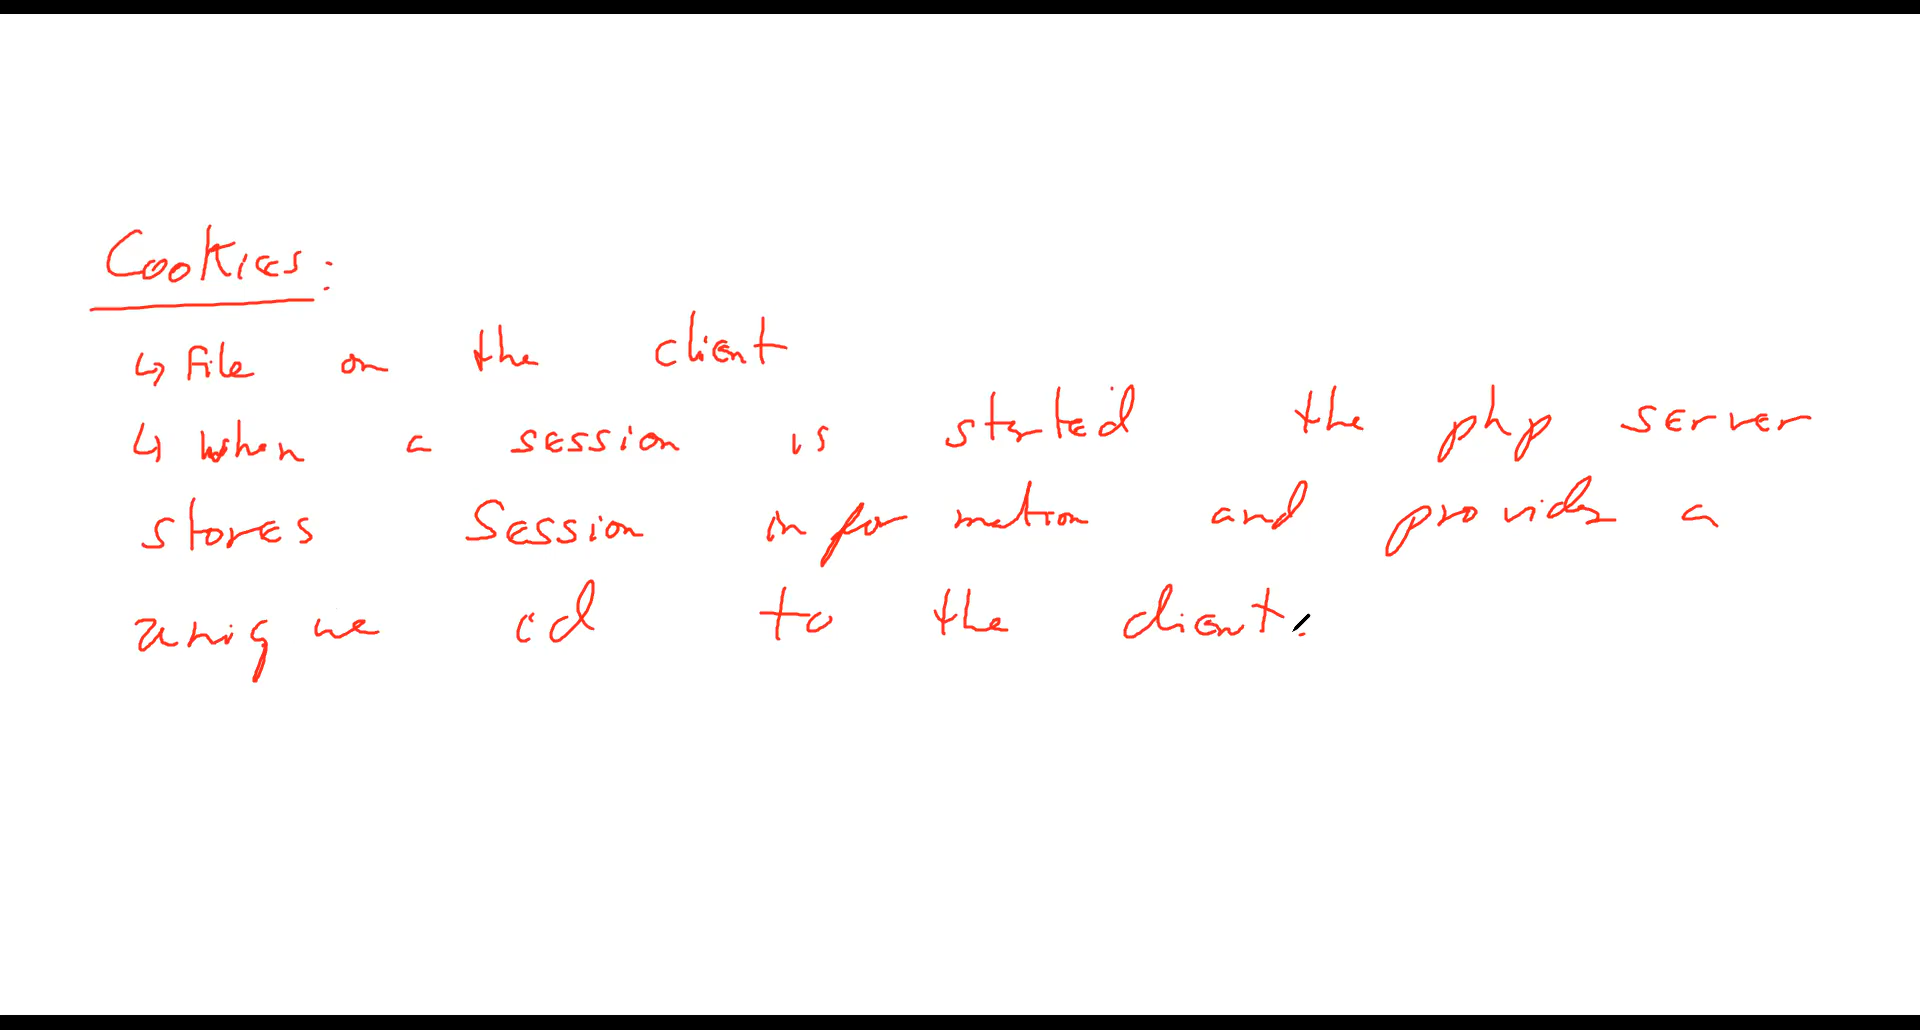 Cookies:
↳ File on the client
↳ When a session is started the php server
stores Session information and provides a
unique id to the client.